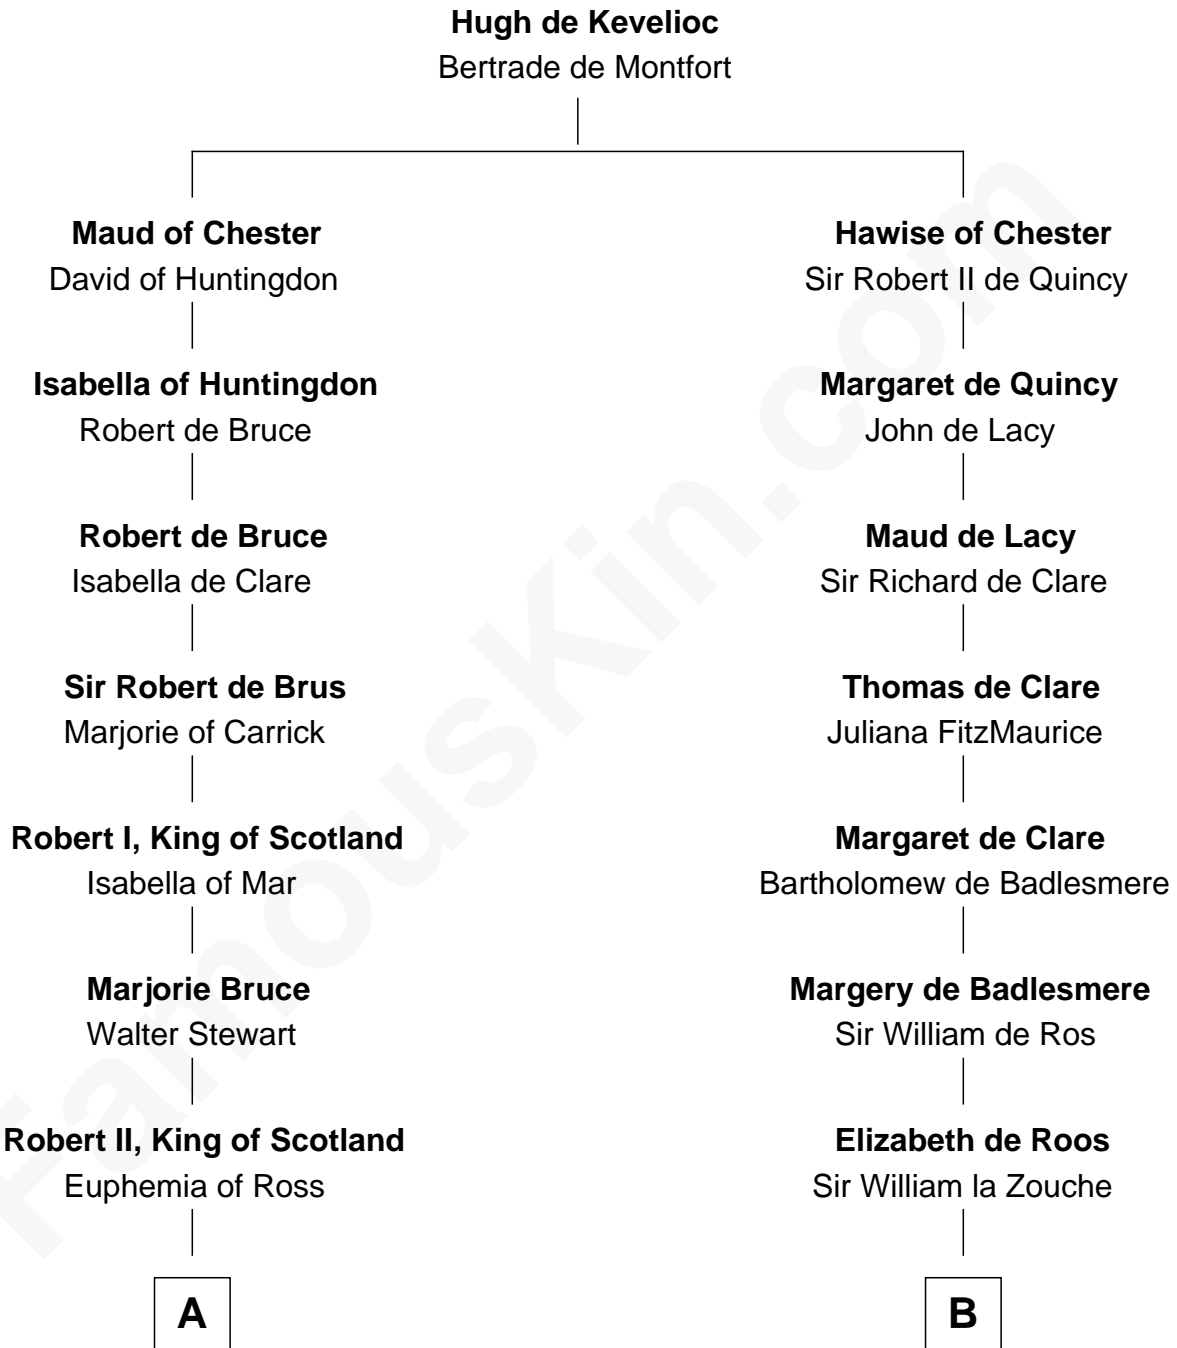 Hugh de Kevelioc
Bertrade de Montfort
Maud of Chester
David of Huntingdon
Hawise of Chester
Sir Robert II de Quincy
Isabella of Huntingdon
Robert de Bruce
Margaret de Quincy
John de Lacy
Robert de Bruce
Isabella de Clare
Maud de Lacy
Sir Richard de Clare
Sir Robert de Brus
Marjorie of Carrick
Thomas de Clare
Juliana FitzMaurice
Robert I, King of Scotland
Isabella of Mar
Margaret de Clare
Bartholomew de Badlesmere
Marjorie Bruce
Walter Stewart
Margery de Badlesmere
Sir William de Ros
Robert II, King of Scotland
Euphemia of Ross
Elizabeth de Roos
Sir William la Zouche
A
B
FamousKin.com